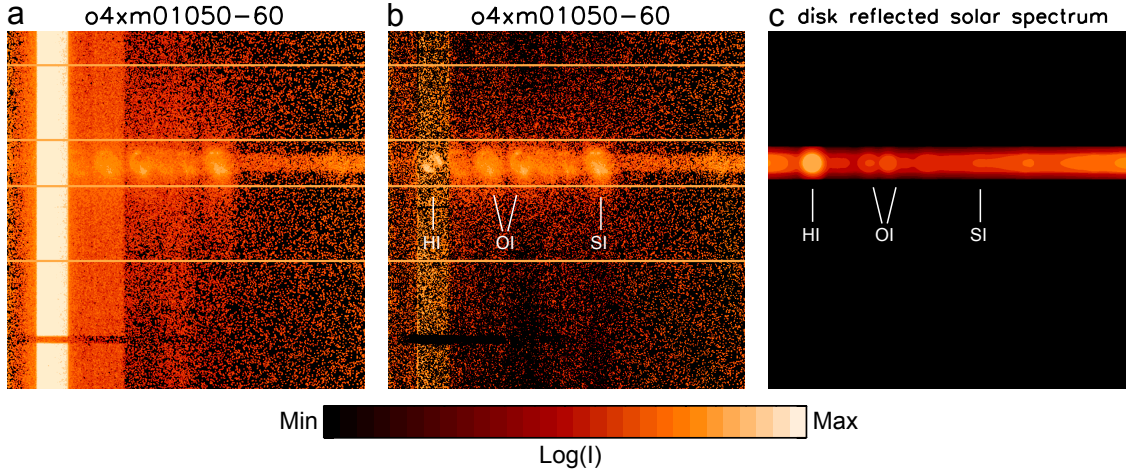 a o4xm01050-60
b o4xm01050-60
c disk reflected solar spectrum
HI OI SI
HI OI SI
Min Max
Log(I)